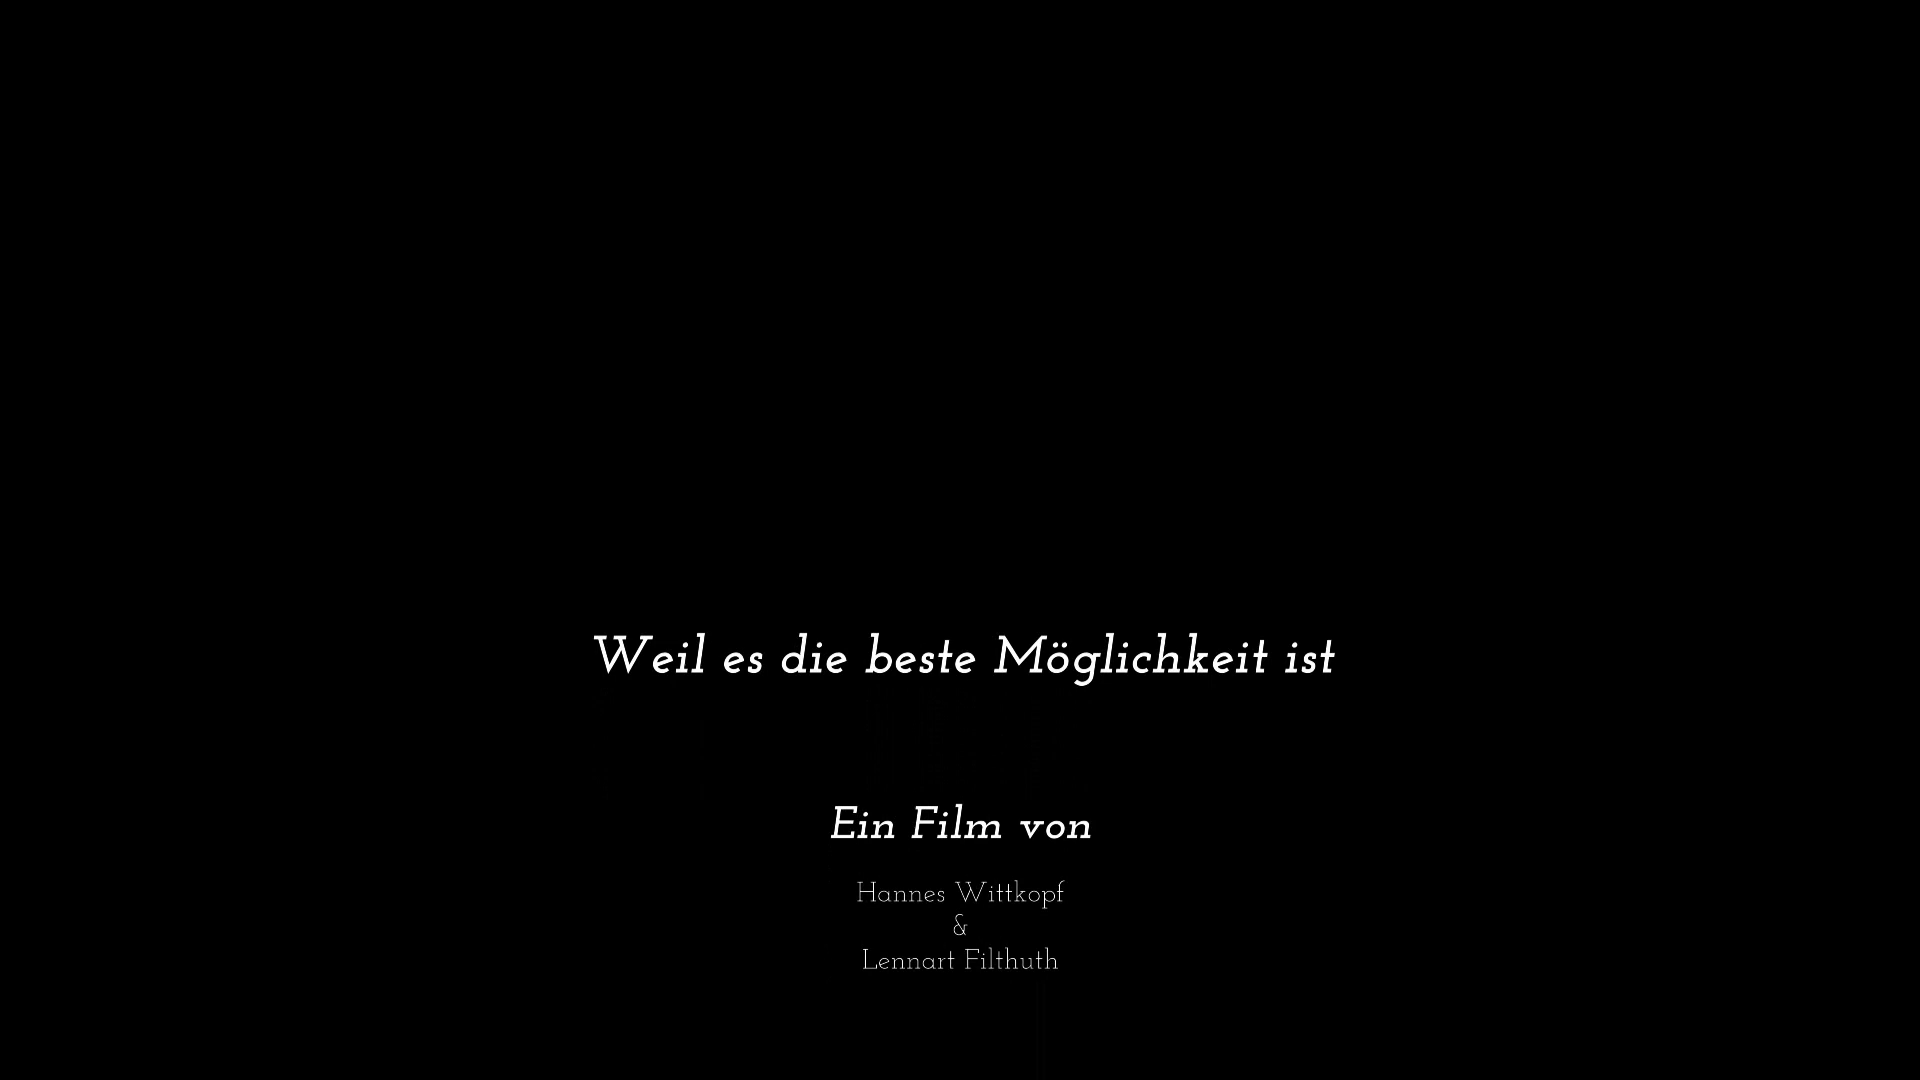 Weil es die beste Möglichkeit ist
Ein Film von
Hannes Wittkopf
&
Lennart Filthuth